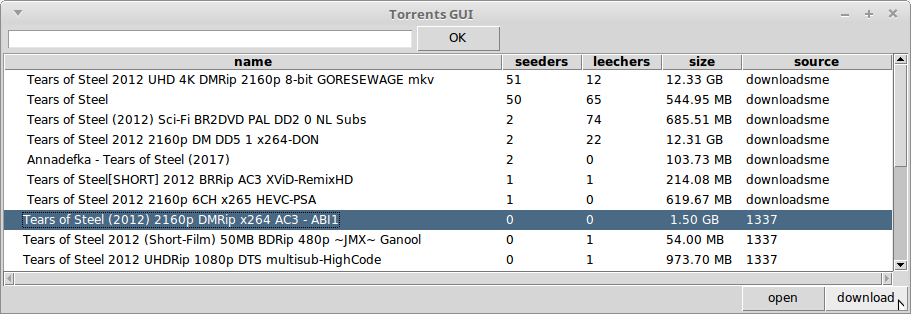 Torrents GUI
OK
name seeders leechers size source
Tears of Steel 2012 UHD 4K DMRip 2160p 8-bit GORESEWAGE mkv 51 12 12.33 GB downloadsme
Tears of Steel 50 65 544.95 MB downloadsme
Tears of Steel (2012) Sci-Fi BR2DVD PAL DD2 0 NL Subs 2 74 685.51 MB downloadsme
Tears of Steel 2012 2160p DM DD5 1 x264-DON 2 22 12.31 GB downloadsme
Annadefka - Tears of Steel (2017) 2 0 103.73 MB downloadsme
Tears of Steel[SHORT] 2012 BRRip AC3 XViD-RemixHD 1 1 214.08 MB downloadsme
Tears of Steel 2012 2160p 6CH x265 HEVC-PSA 1 0 619.67 MB downloadsme
Tears of Steel (2012) 2160p DMRip x264 AC3 - ABI1 0 0 1.50 GB 1337
Tears of Steel 2012 (Short-Film) 50MB BDRip 480p ~JMX~ Ganool 0 1 54.00 MB 1337
Tears of Steel 2012 UHDRip 1080p DTS multisub-HighCode 0 1 973.70 MB 1337
open download